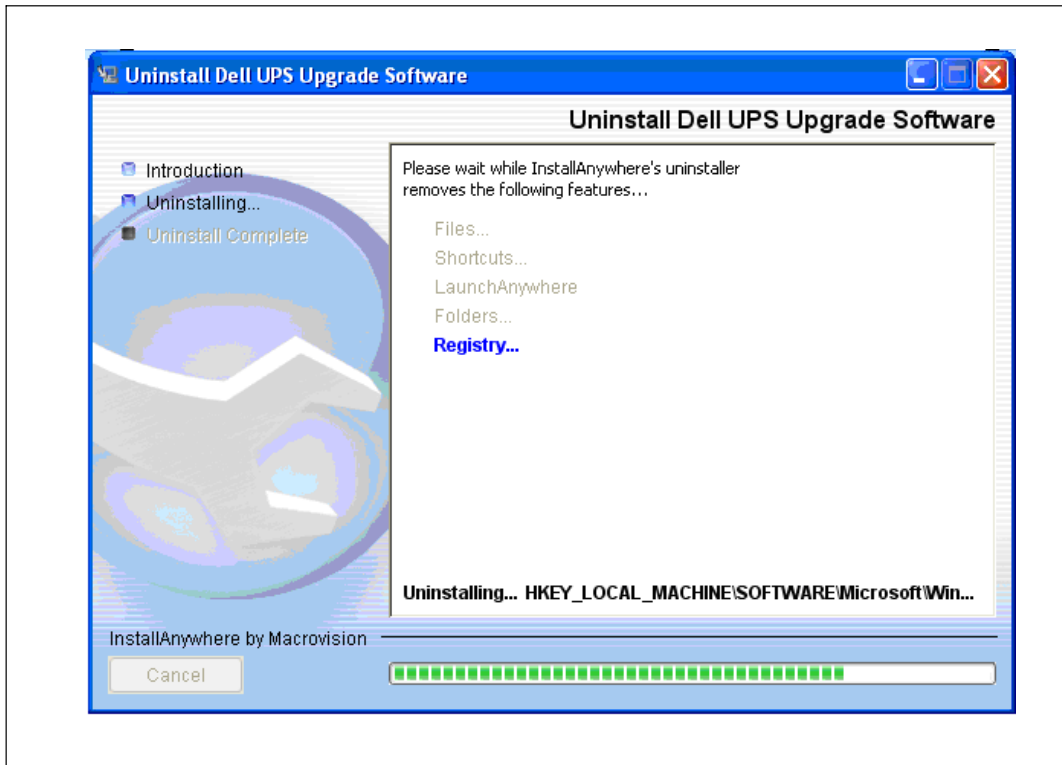 Uninstall Dell UPS Upgrade Software
Uninstall Dell UPS Upgrade Software
Introduction
Uninstalling...
Uninstall Complete
Please wait while InstallAnywhere's uninstaller
removes the following features...
Files...
Shortcuts...
LaunchAnywhere
Folders...
Registry...
Uninstalling... HKEY_LOCAL_MACHINE\SOFTWARE\Microsoft\Win...
InstallAnywhere by Macrovision
Cancel